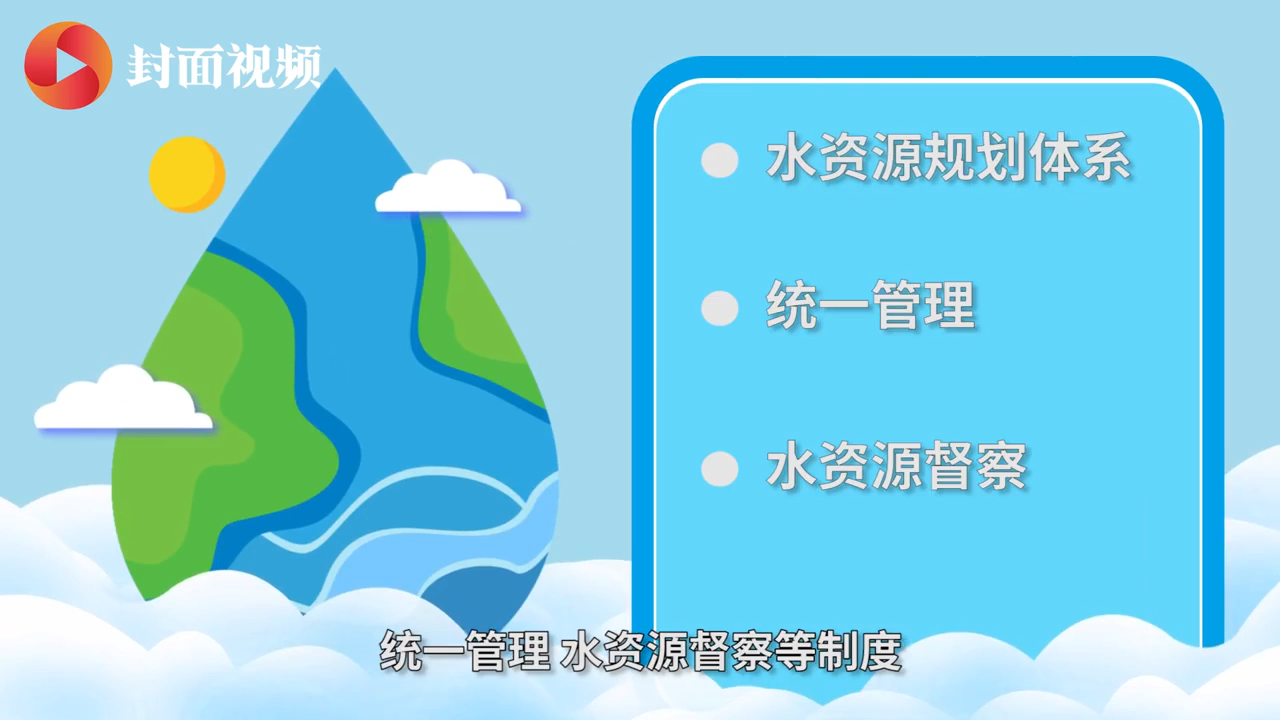 封面视频
水资源规划体系
统一管理
水资源督察
统一管理 水资源督察等制度